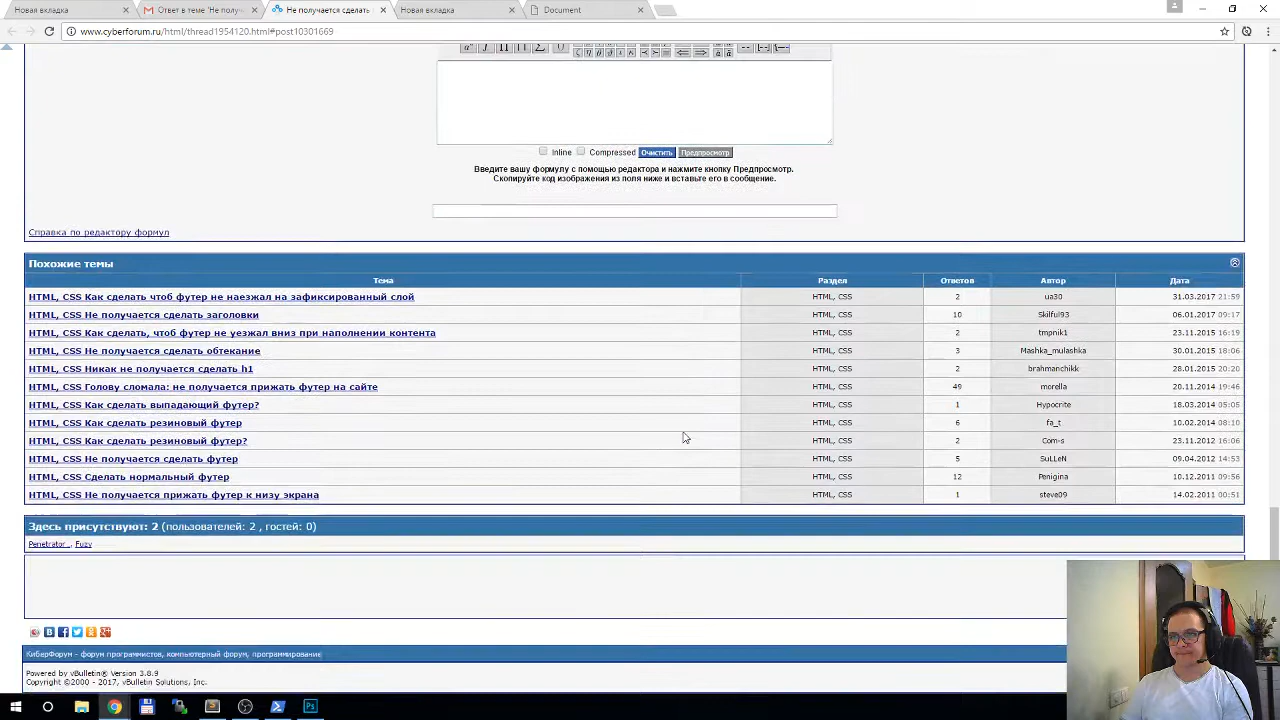 Новая вкладка
Ответ в теме "Не получ
Не получается сделать
Новая вкладка
Document
www.cyberforum.ru/html/thread1954120.html#post10301669
Inline
Compressed
Очистить
Предпросмотр
Введите вашу формулу с помощью редактора и нажмите кнопку Предпросмотр.
Скопируйте код изображения из поля ниже и вставьте его в сообщение.
Справка по редактору формул
Похожие темы
Тема Раздел Ответов Автор Дата
HTML, CSS Как сделать чтоб футер не наезжал на зафиксированный слой HTML, CSS 2 ua30 31.03.2017 21:59
HTML, CSS Не получается сделать заголовки HTML, CSS 10 Skilful93 06.01.2017 09:17
HTML, CSS Как сделать, чтоб футер не уезжал вниз при наполнении контента HTML, CSS 2 tmpnik1 23.11.2015 16:19
HTML, CSS Не получается сделать обтекание HTML, CSS 3 Mashka_mulashka 30.01.2015 18:06
HTML, CSS Никак не получается сделать h1 HTML, CSS 2 brahmanchikk 28.01.2015 20:20
HTML, CSS Голову сломала: не получается прижать футер на сайте HTML, CSS 49 morella 20.11.2014 19:46
HTML, CSS Как сделать выпадающий футер? HTML, CSS 1 Hypocrite 18.03.2014 05:05
HTML, CSS Как сделать резиновый футер HTML, CSS 6 fa_t 10.02.2014 08:10
HTML, CSS Как сделать резиновый футер? HTML, CSS 2 Com-s 23.11.2012 16:06
HTML, CSS Не получается сделать футер HTML, CSS 5 SuLLeN 09.04.2012 14:53
HTML, CSS Сделать нормальный футер HTML, CSS 12 Penigina 10.12.2011 09:56
HTML, CSS Не получается прижать футер к низу экрана HTML, CSS 1 steve09 14.02.2011 00:51
Здесь присутствуют: 2 (пользователей: 2 , гостей: 0)
Penetrator_, Fuzy
КиберФорум - форум программистов, компьютерный форум, программирование
Powered by vBulletin® Version 3.8.9
Copyright ©2000 - 2017, vBulletin Solutions, Inc.